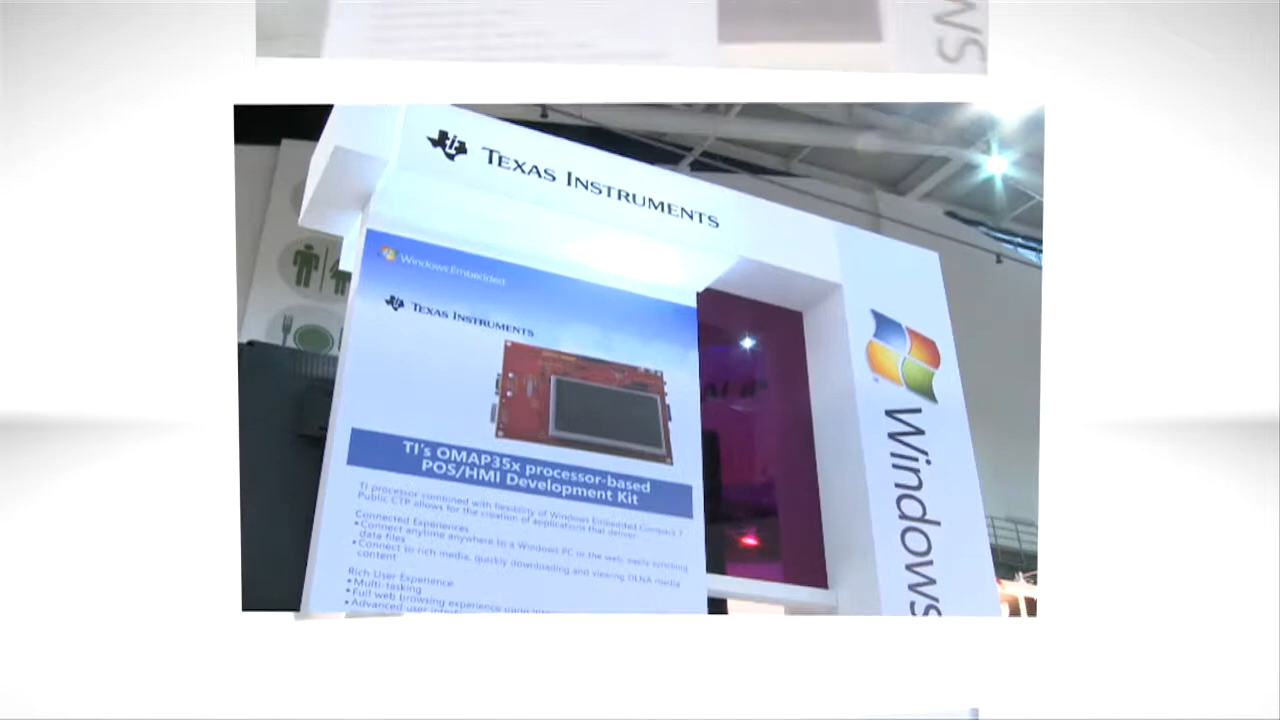 WS
TEXAS INSTRUMENTS
Windows Embedded
TEXAS INSTRUMENTS
TI's OMAP35x processor-based
POS/HMI Development Kit
TI processor combined with flexibility of Windows Embedded Compact 7
Public CTP allows for the creation of applications that deliver:
Connected Experiences
• Connect anytime anywhere to a Windows PC or the web, easily synching
data files
• Connect to rich media, quickly downloading and viewing DLNA media
content
Rich User Experience
• Multi-tasking
• Full web browsing experience using
• Advanced user
Windows